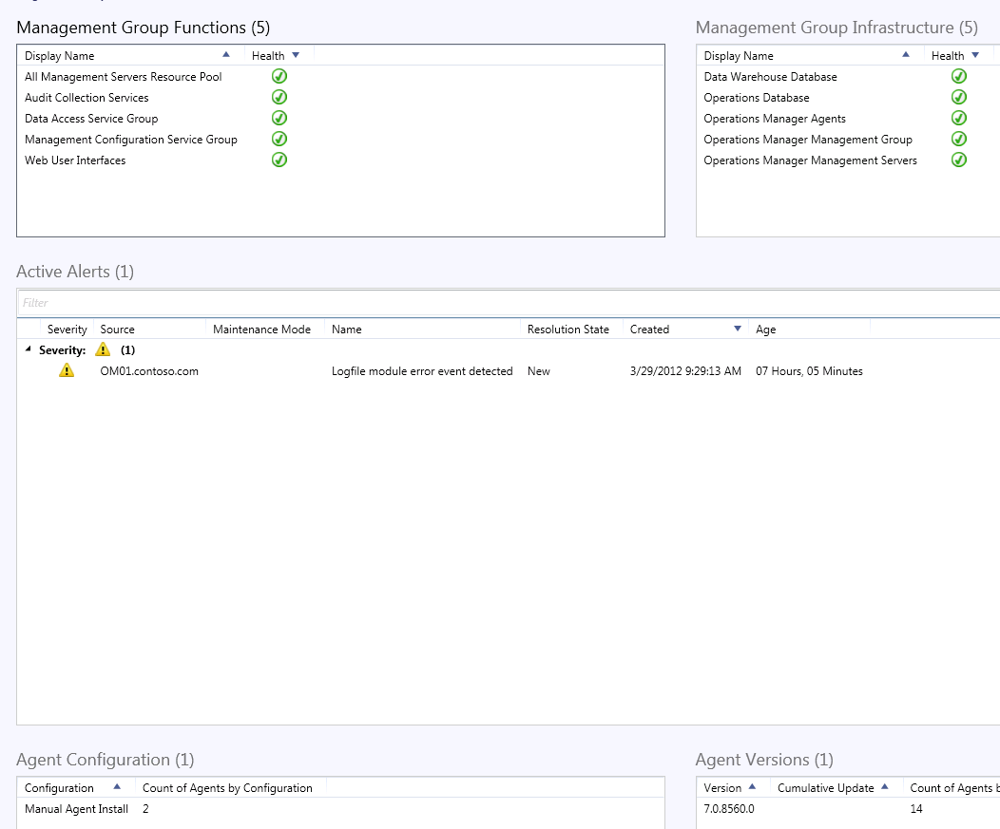 Management Group Functions (5)
Display Name Health
All Management Servers Resource Pool
Audit Collection Services
Data Access Service Group
Management Configuration Service Group
Web User Interfaces
Management Group Infrastructure (5)
Display Name Health
Data Warehouse Database
Operations Database
Operations Manager Agents
Operations Manager Management Group
Operations Manager Management Servers
Active Alerts (1)
Filter
Severity Source Maintenance Mode Name Resolution State Created Age
Severity: (1)
OM01.contoso.com Logfile module error event detected New 3/29/2012 9:29:13 AM 07 Hours, 05 Minutes
Agent Configuration (1)
Configuration Count of Agents by Configuration
Manual Agent Install 2
Agent Versions (1)
Version Cumulative Update Count of Agents
7.0.8560.0 14